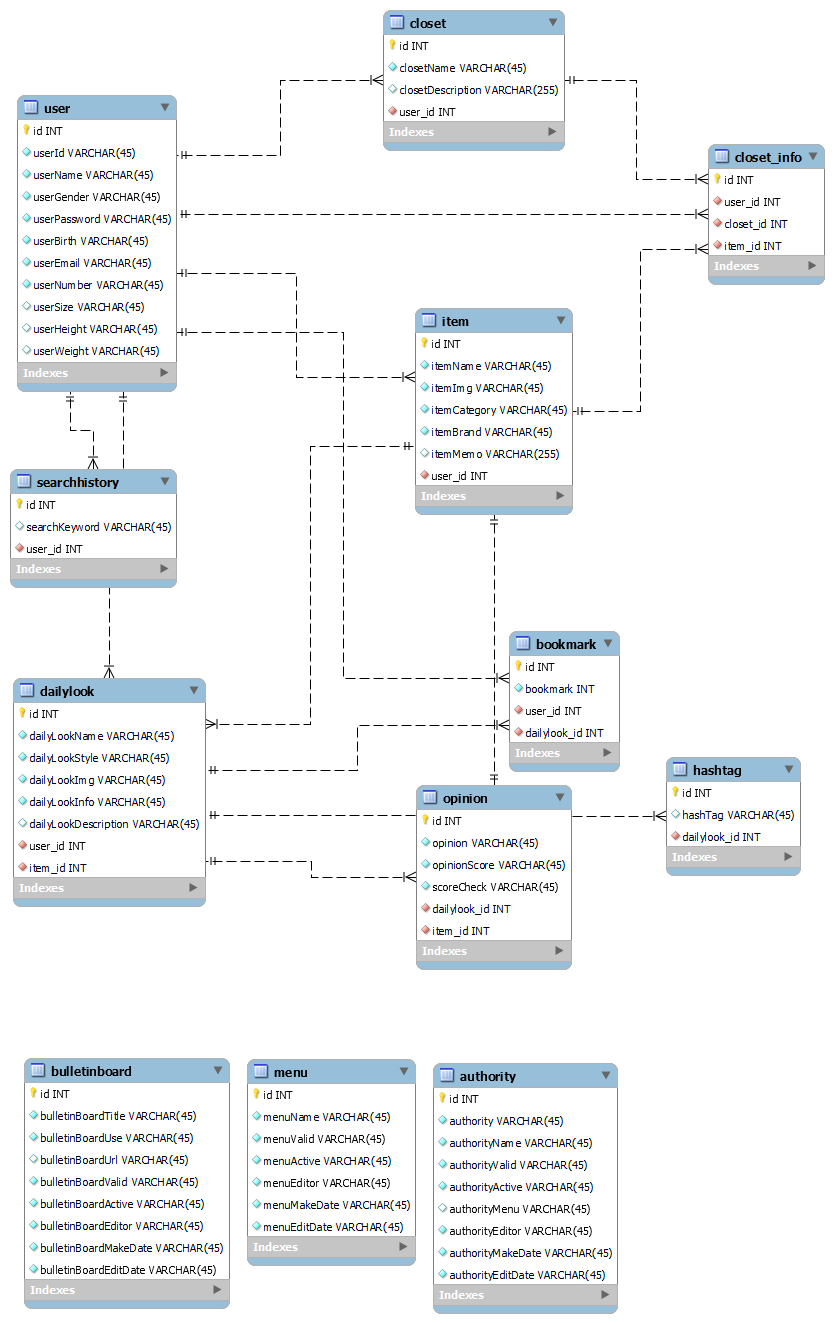 closet
id INT
closetName VARCHAR(45)
closetDescription VARCHAR(255)
user_id INT
Indexes
user
id INT
userId VARCHAR(45)
userName VARCHAR(45)
userGender VARCHAR(45)
userPassword VARCHAR(45)
userBirth VARCHAR(45)
userEmail VARCHAR(45)
userNumber VARCHAR(45)
userSize VARCHAR(45)
userHeight VARCHAR(45)
userWeight VARCHAR(45)
Indexes
closet_info
id INT
user_id INT
closet_id INT
item_id INT
Indexes
item
id INT
itemName VARCHAR(45)
itemImg VARCHAR(45)
itemCategory VARCHAR(45)
itemBrand VARCHAR(45)
itemMemo VARCHAR(255)
user_id INT
Indexes
searchhistory
id INT
searchKeyword VARCHAR(45)
user_id INT
Indexes
bookmark
id INT
bookmark INT
user_id INT
dailylook_id INT
Indexes
dailylook
id INT
dailyLookName VARCHAR(45)
dailyLookStyle VARCHAR(45)
dailyLookImg VARCHAR(45)
dailyLookInfo VARCHAR(45)
dailyLookDescription VARCHAR(45)
user_id INT
item_id INT
Indexes
hashtag
id INT
hashTag VARCHAR(45)
dailylook_id INT
Indexes
opinion
id INT
opinion VARCHAR(45)
opinionScore VARCHAR(45)
scoreCheck VARCHAR(45)
dailylook_id INT
item_id INT
Indexes
bulletinboard
id INT
bulletinBoardTitle VARCHAR(45)
bulletinBoardUse VARCHAR(45)
bulletinBoardUrl VARCHAR(45)
bulletinBoardValid VARCHAR(45)
bulletinBoardActive VARCHAR(45)
bulletinBoardEditor VARCHAR(45)
bulletinBoardMakeDate VARCHAR(45)
bulletinBoardEditDate VARCHAR(45)
Indexes
menu
id INT
menuName VARCHAR(45)
menuValid VARCHAR(45)
menuActive VARCHAR(45)
menuEditor VARCHAR(45)
menuMakeDate VARCHAR(45)
menuEditDate VARCHAR(45)
Indexes
authority
id INT
authority VARCHAR(45)
authorityName VARCHAR(45)
authorityValid VARCHAR(45)
authorityActive VARCHAR(45)
authorityMenu VARCHAR(45)
authorityEditor VARCHAR(45)
authorityMakeDate VARCHAR(45)
authorityEditDate VARCHAR(45)
Indexes